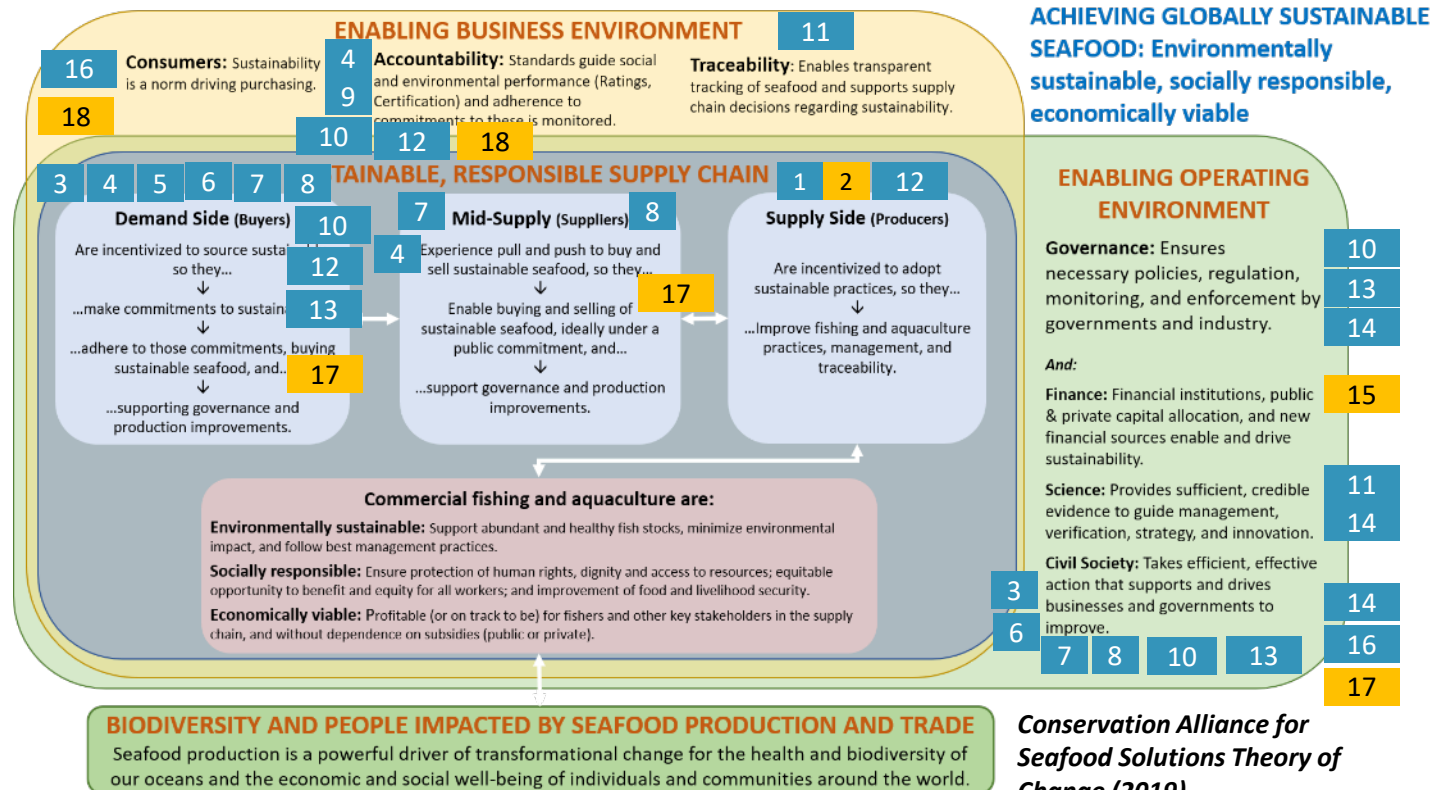 ENABLING BUSINESS ENVIRONMENT
11
ACHIEVING GLOBALLY SUSTAINABLE
SEAFOOD: Environmentally
sustainable, socially responsible,
economically viable
16
18
Consumers: Sustainability
is a norm driving purchasing.
4
9
10
12
18
Accountability: Standards guide social
and environmental performance (Ratings,
Certification) and adherence to
commitments to these is monitored.
Traceability: Enables transparent
tracking of seafood and supports supply
chain decisions regarding sustainability.
3
4
5
6
7
8
TAINABLE, RESPONSIBLE SUPPLY CHAIN
1
2
12
Demand Side (Buyers)
10
Are incentivized to source
so they...
12
↓
13
...make commitments to
↓
...adhere to those commitments, buying
sustainable seafood, and...
17
↓
...supporting governance and
production improvements.
7
Mid-Supply (Suppliers)
8
4
Experience pull and push to buy and
sell sustainable seafood, so they...
↓
17
Enable buying and selling of
sustainable seafood, ideally under a
public commitment, and...
↓
...support governance and production
improvements.
Supply Side (Producers)
Are incentivized to adopt
sustainable practices, so they...
↓
...Improve fishing and aquaculture
practices, management, and
traceability.
Commercial fishing and aquaculture are:
Environmentally sustainable: Support abundant and healthy fish stocks, minimize environmental
impact, and follow best management practices.
Socially responsible: Ensure protection of human rights, dignity and access to resources; equitable
opportunity to benefit and equity for all workers; and improvement of food and livelihood security.
Economically viable: Profitable (or on track to be) for fishers and other key stakeholders in the supply
chain, and without dependence on subsidies (public or private).
ENABLING OPERATING
ENVIRONMENT
Governance: Ensures
necessary policies, regulation,
monitoring, and enforcement by
governments and industry.
10
13
14
And:
Finance: Financial institutions, public
& private capital allocation, and new
financial sources enable and drive
sustainability.
15
Science: Provides sufficient, credible
evidence to guide management,
verification, strategy, and innovation.
11
14
Civil Society: Takes efficient, effective
action that supports and drives
businesses and governments to
improve.
3
6
7
8
10
13
14
16
17
BIODIVERSITY AND PEOPLE IMPACTED BY SEAFOOD PRODUCTION AND TRADE
Seafood production is a powerful driver of transformational change for the health and biodiversity of
our oceans and the economic and social well-being of individuals and communities around the world.
Conservation Alliance for
Seafood Solutions Theory of
Change (2019)